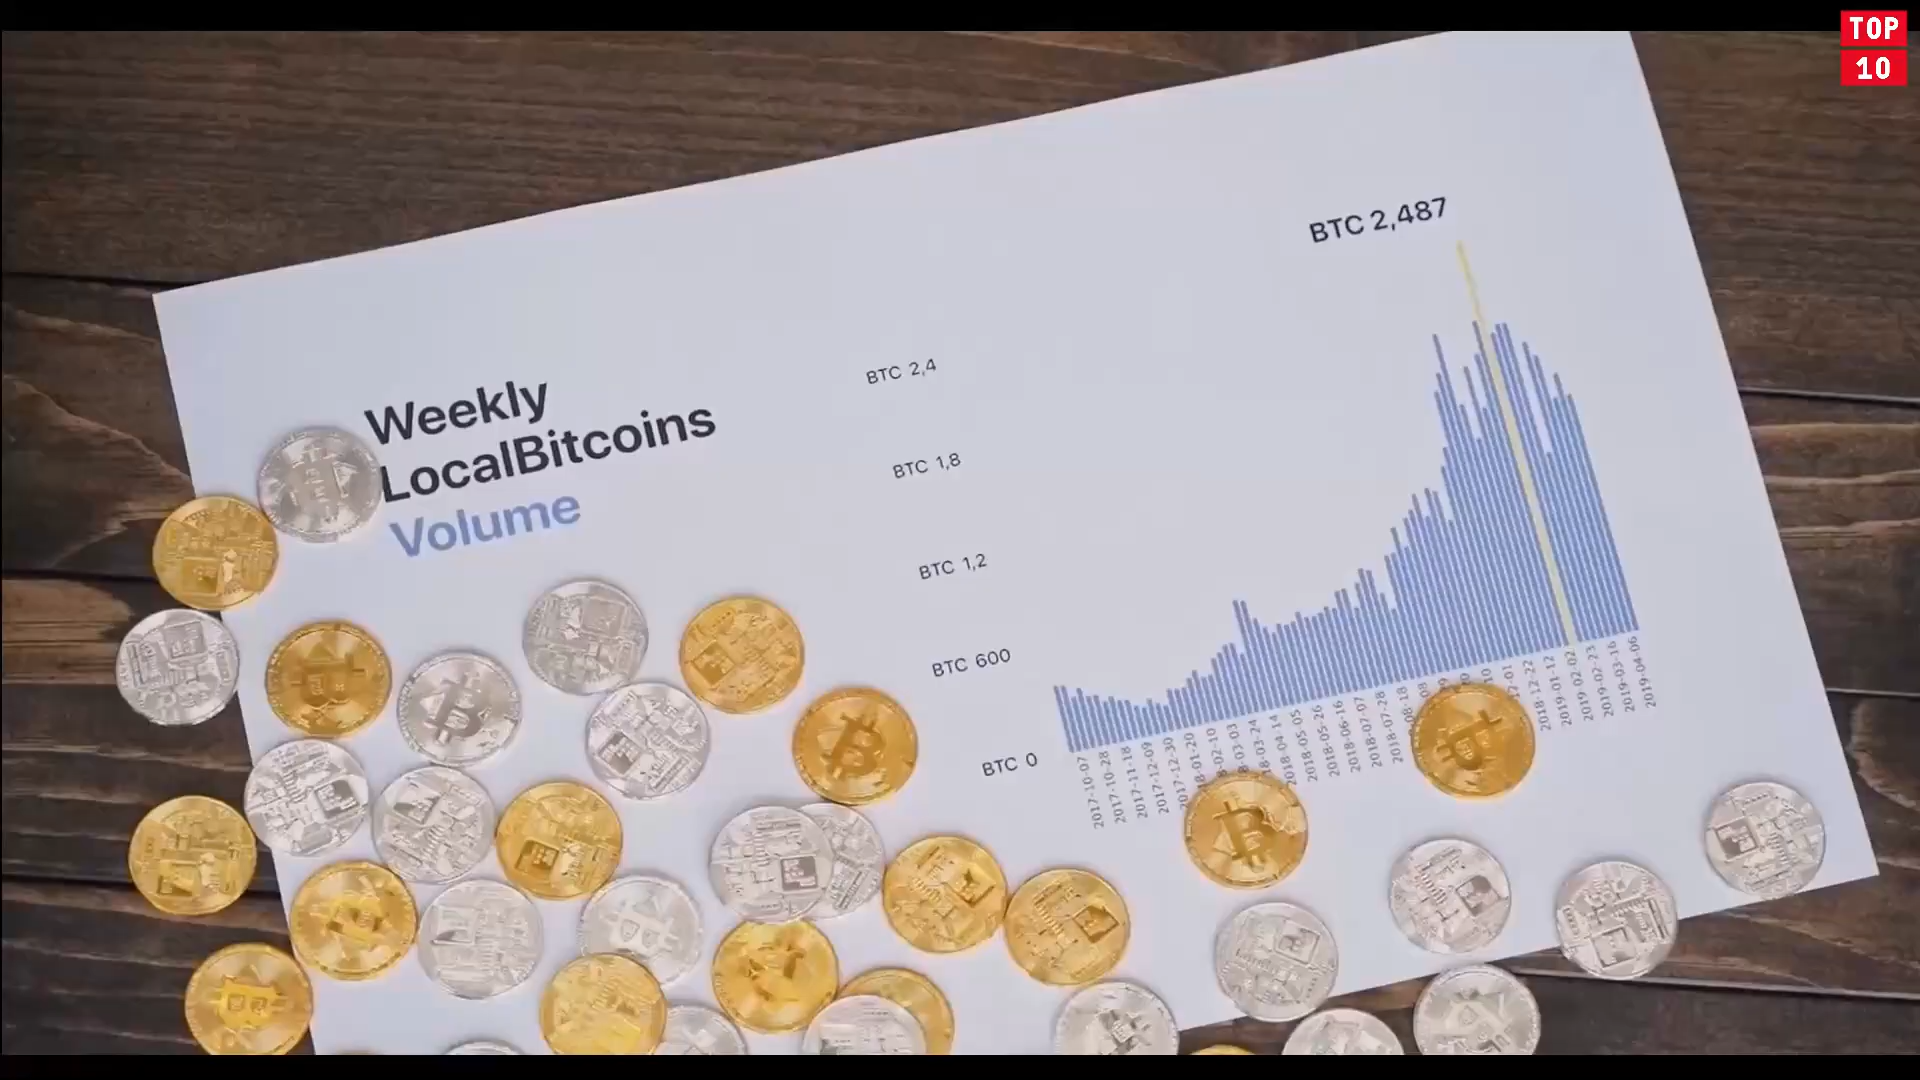 TOP
10
BTC 2,487
Weekly
LocalBitcoins
Volume
BTC 2,4
BTC 1,8
BTC 1,2
BTC 600
BTC 0
2017-10-07
2017-10-28
2017-11-18
2017-12-09
2017-12-30
2018-04-14
2018-05-05
2018-05-26
2018-06-16
2018-07-07
2018-07-28
2018-12-22
2019-01-12
2019-02-02
2019-02-23
2019-03-16
2019-04-06